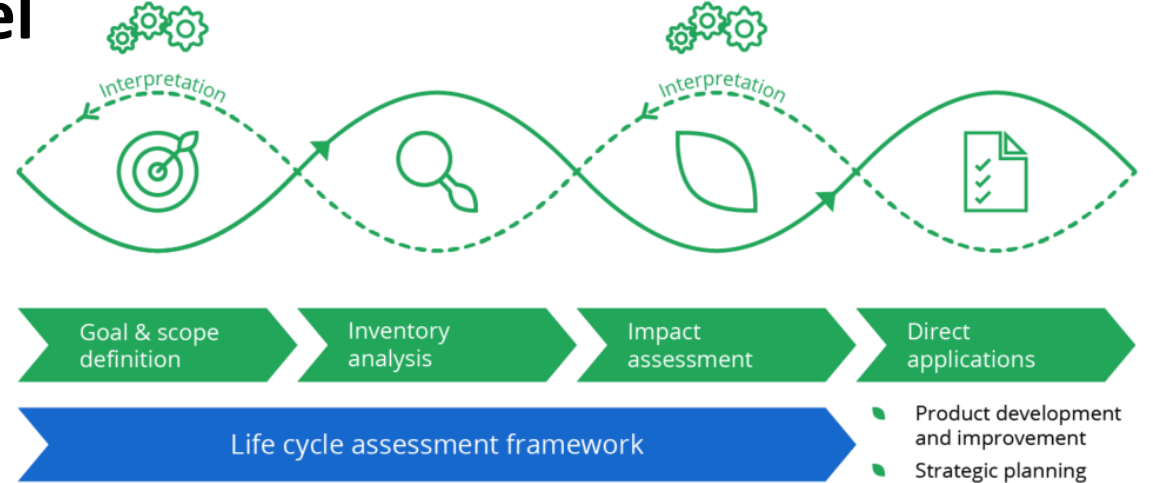 el
Interpretation
Interpretation
Goal & scope
definition
Inventory
analysis
Impact
assessment
Direct
applications
Life cycle assessment framework
Product development
and improvement
Strategic planning